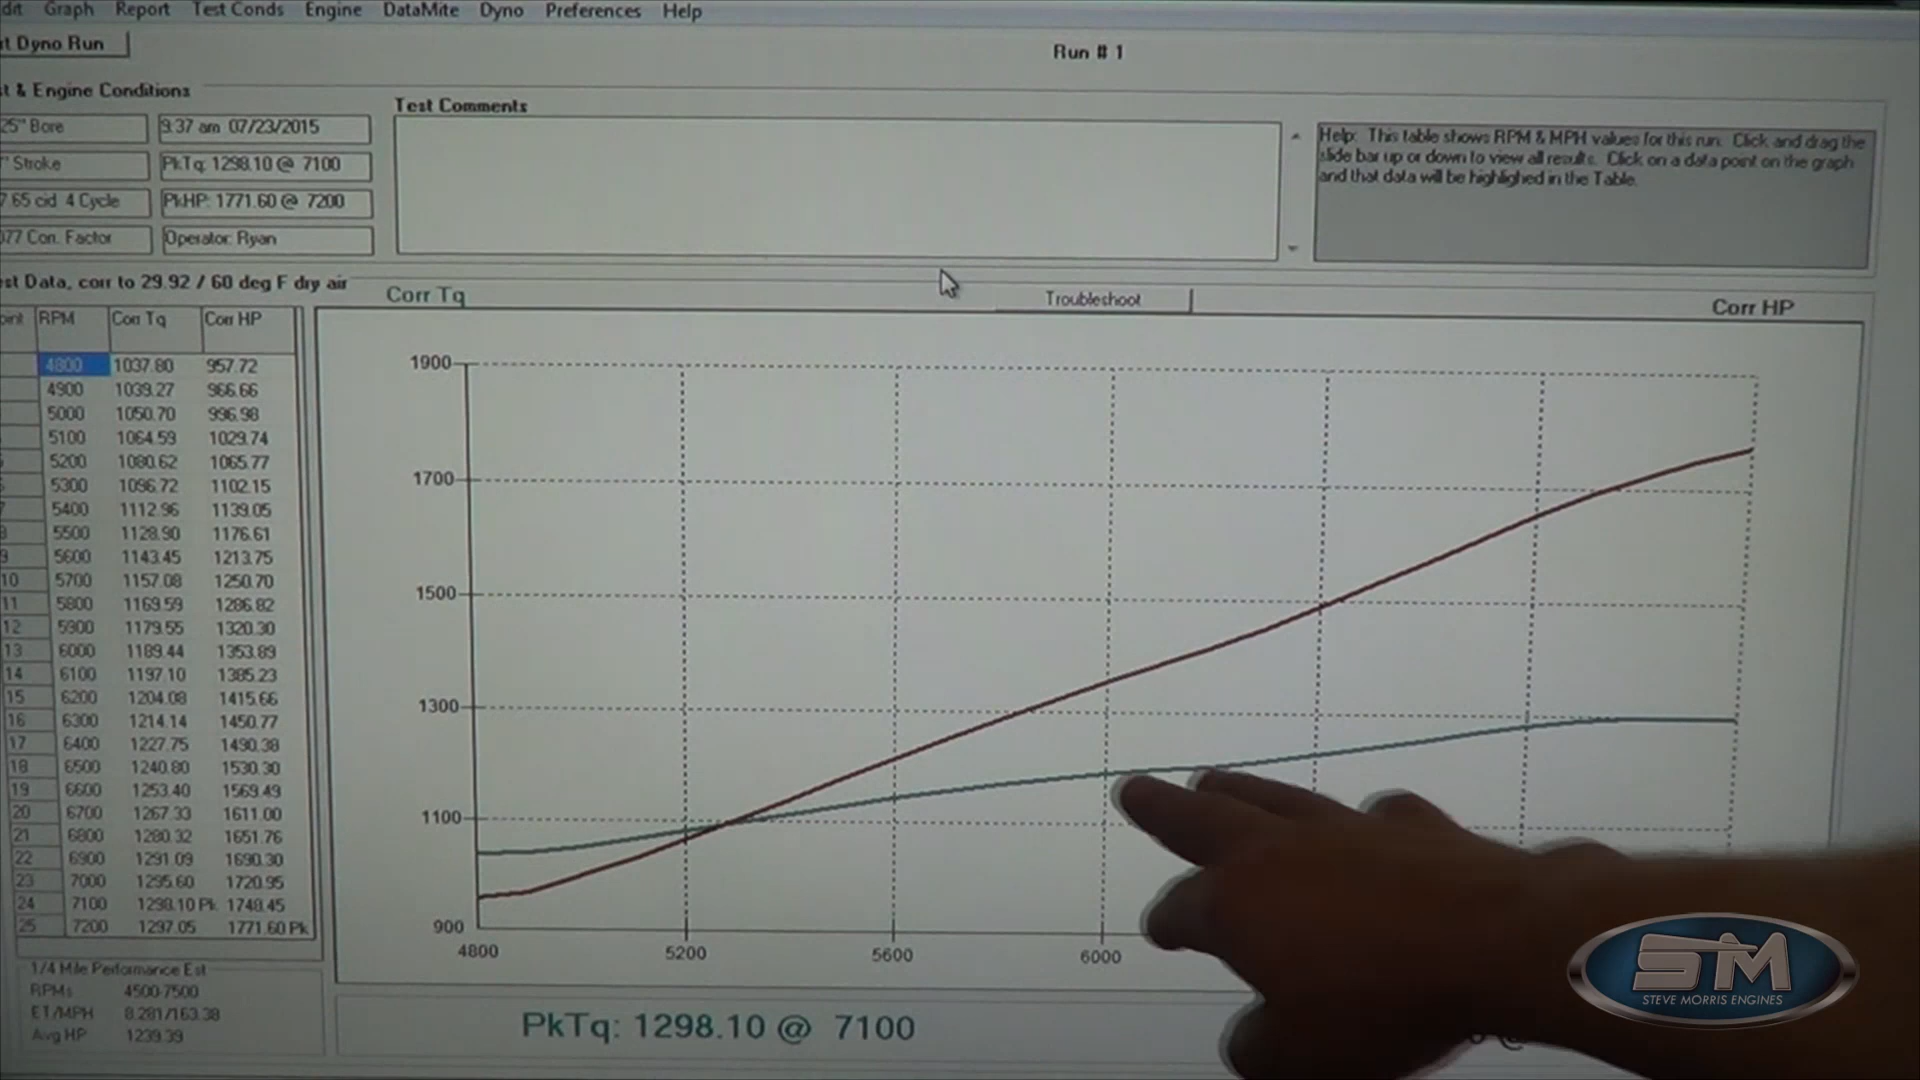 Graph Report Test Conds Engine DataMite Dyno Preferences Help
Dyno Run
Run # 1
& Engine Conditions
Test Comments
25" Bore
9:37 am 07/23/2015
" Stroke
PkTq: 1298.10 @ 7100
7.65 cid 4 Cycle
PkHP: 1771.60 @ 7200
077 Corr. Factor
Operator: Ryan
Help: This table shows RPM & MPH values for this run. Click and drag the
slide bar up or down to view all results. Click on a data point on the graph
and that data will be highlighed in the Table.
Data, corr to 29.92 / 60 deg F dry air
Corr Tq
Troubleshoot
Corr HP
RPM Corr Tq Corr HP
4800 1037.80 957.72
4900 1039.27 966.66
5000 1050.70 996.98
5100 1064.59 1029.74
5200 1080.62 1065.77
5300 1096.72 1102.15
5400 1112.96 1139.05
5500 1128.90 1176.61
5600 1143.45 1213.75
10 5700 1157.08 1250.70
11 5800 1169.59 1286.82
12 5900 1179.55 1320.30
13 6000 1189.44 1353.89
14 6100 1197.10 1385.23
15 6200 1204.08 1415.66
16 6300 1214.14 1450.77
17 6400 1227.75 1490.38
18 6500 1240.80 1530.30
19 6600 1253.40 1569.49
20 6700 1267.33 1611.00
21 6800 1280.32 1651.76
22 6900 1291.09 1690.30
23 7000 1295.60 1720.95
24 7100 1298.10 Pk 1748.45
25 7200 1297.05 1771.60 Pk
1900
1700
1500
1300
1100
900
4800 5200 5600 6000
1/4 Mile Performance Est
RPMs 4500-7500
ET/MPH 8.281/163.38
Avg HP 1239.39
PkTq: 1298.10 @ 7100
SM
STEVE MORRIS ENGINES